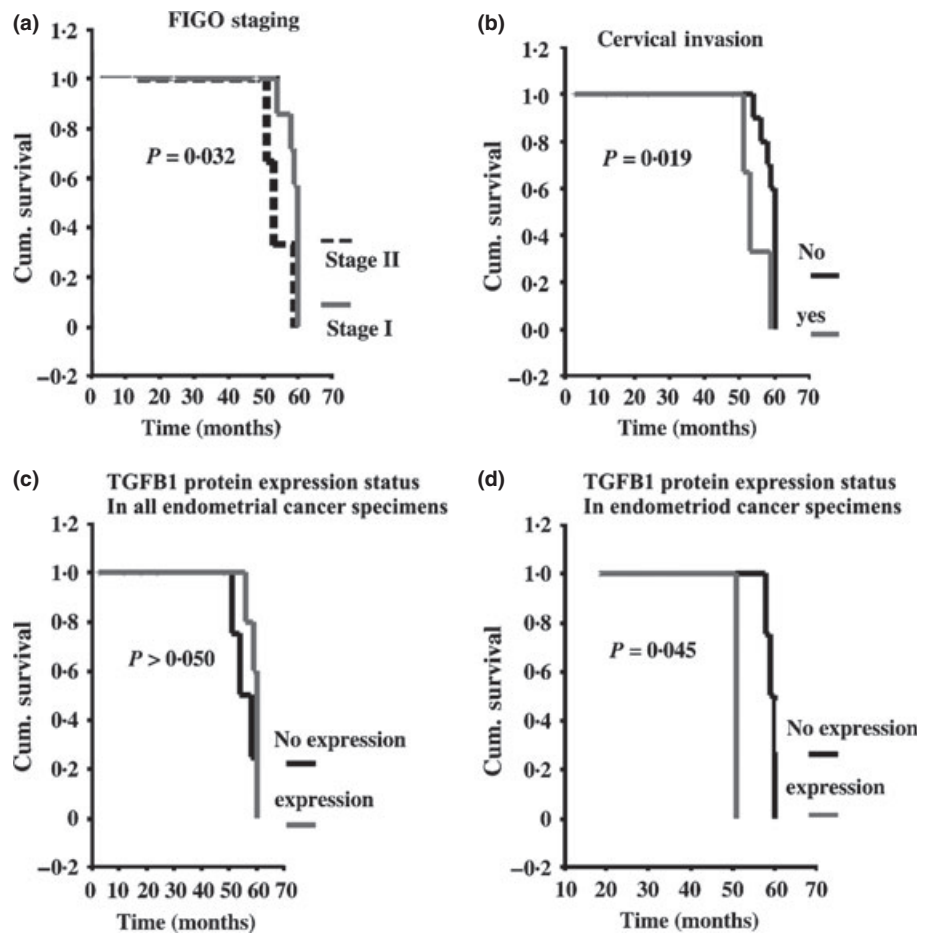 (a)
FIGO staging
1·2
1·0
0·8
0·6
0·4
0·2
0
−0·2
Cum. survival
P = 0·032
Stage II
Stage I
0 10 20 30 40 50 60 70
Time (months)
(b)
Cervical invasion
1·2
1·0
0·8
0·6
0·4
0·2
0·0
−0·2
Cum. survival
P = 0·019
No
yes
0 10 20 30 40 50 60 70
Time (months)
(c)
TGFB1 protein expression status
In all endometrial cancer specimens
1·2
1·0
0·8
0·6
0·4
0·2
0
−0·2
Cum. survival
P > 0·050
No expression
expression
0 10 20 30 40 50 60 70
Time (months)
(d)
TGFB1 protein expression status
In endometriod cancer specimens
1·2
1·0
0·8
0·6
0·4
0·2
0
−0·2
Cum. survival
P = 0·045
No expression
expression
10 20 30 40 50 60 70
Time (months)